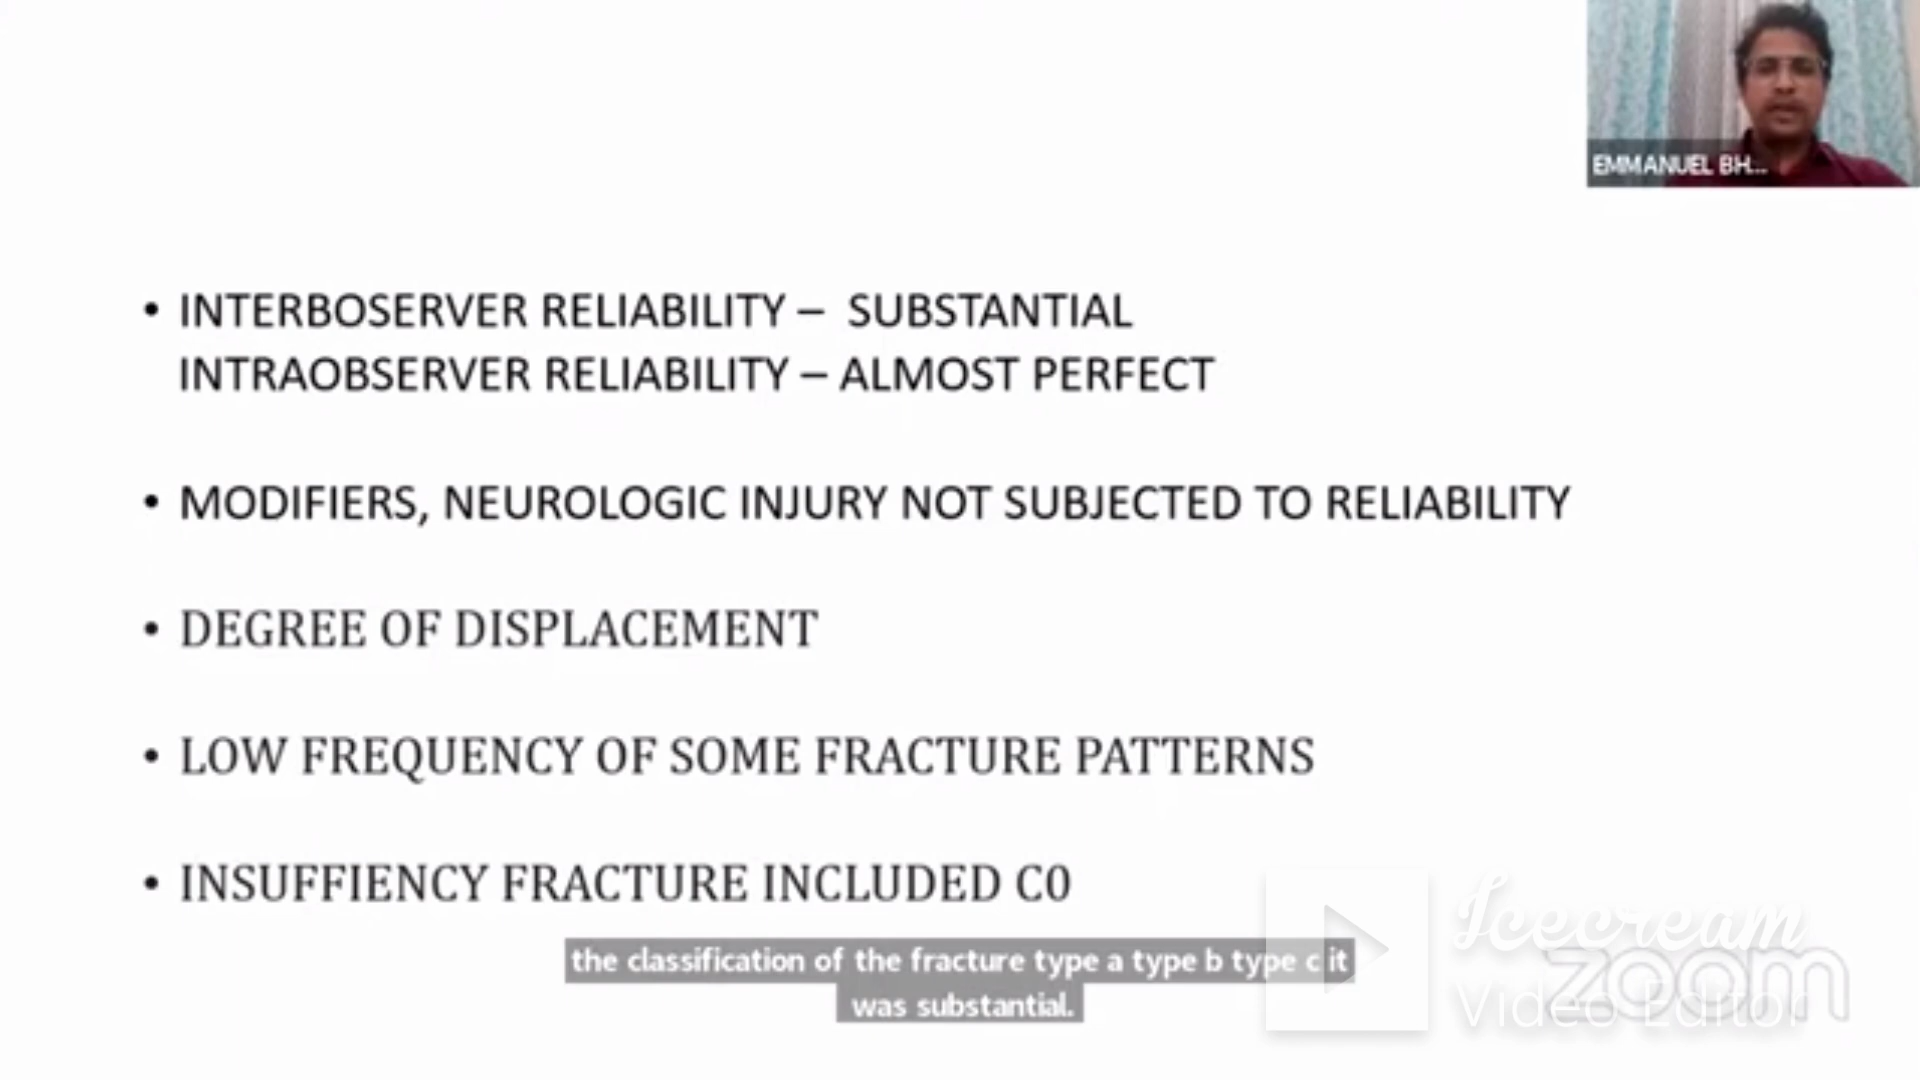 EMMANUEL BH...
• INTERBOSERVER RELIABILITY – SUBSTANTIAL
INTRAOBSERVER RELIABILITY – ALMOST PERFECT
• MODIFIERS, NEUROLOGIC INJURY NOT SUBJECTED TO RELIABILITY
• DEGREE OF DISPLACEMENT
• LOW FREQUENCY OF SOME FRACTURE PATTERNS
• INSUFFIENCY FRACTURE INCLUDED C0
the classification of the fracture type a type b type c it
was substantial.
Icecream
Video Editor
zoom